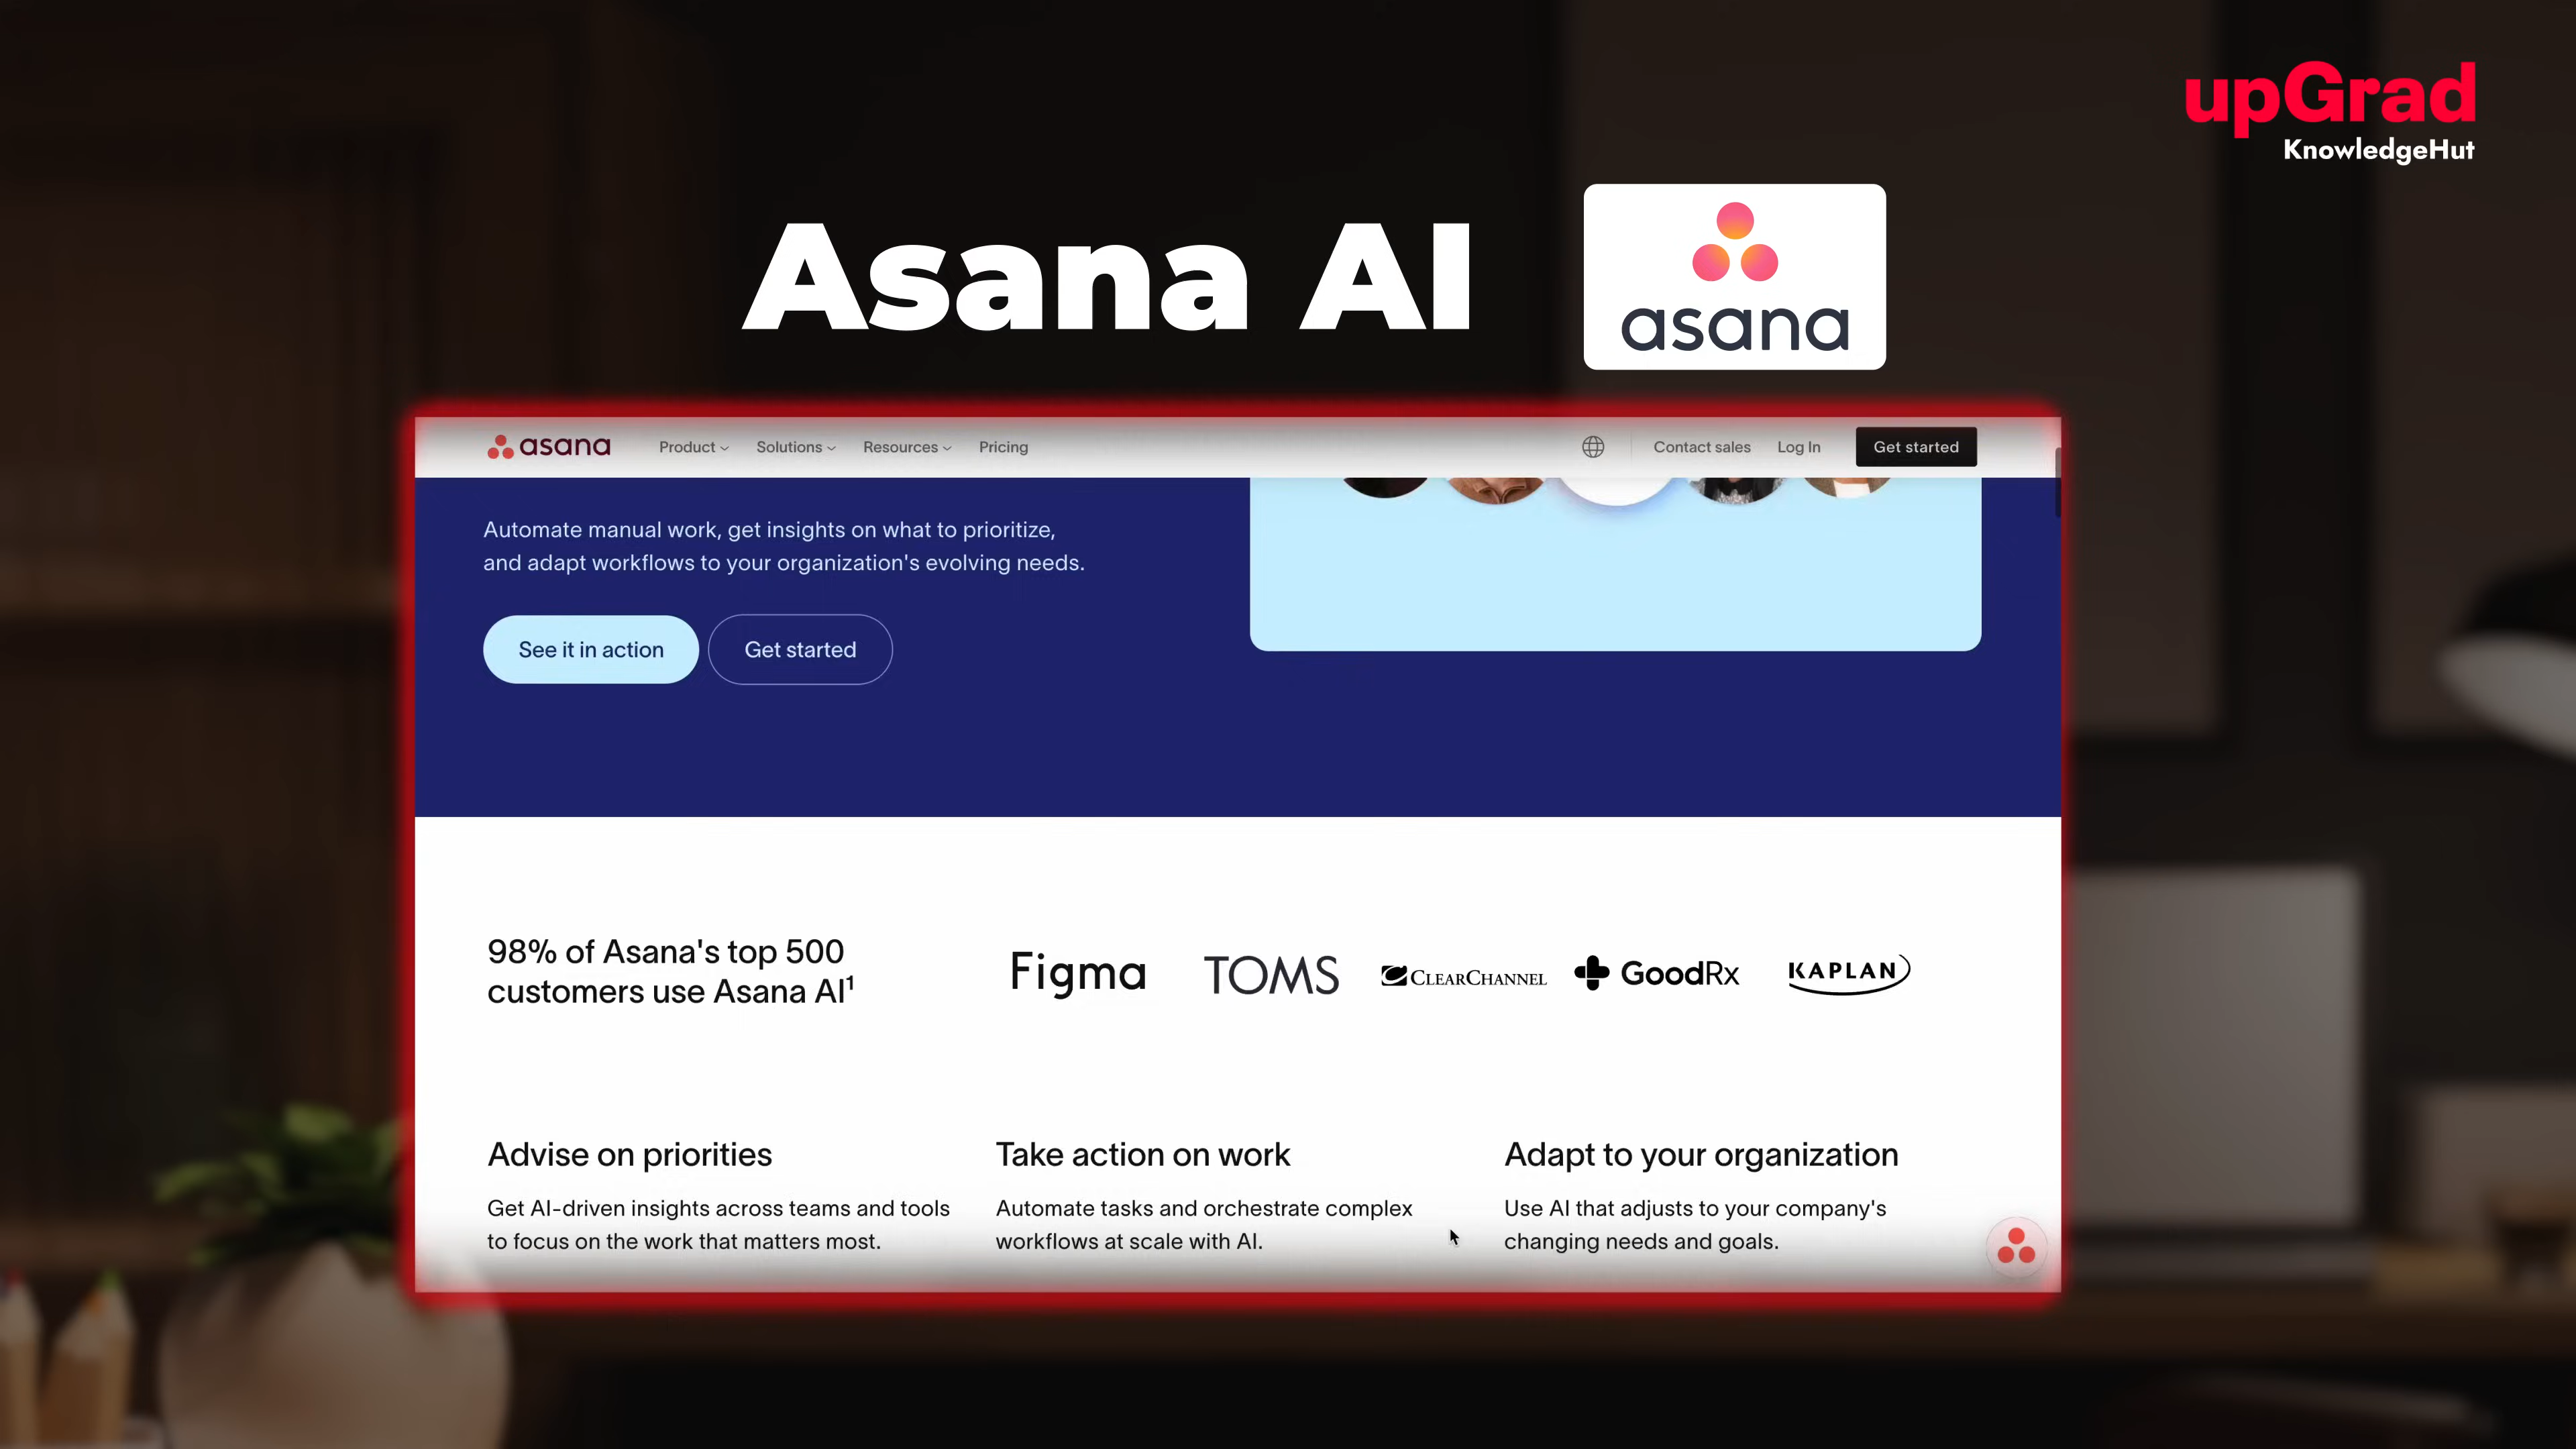 upGrad
KnowledgeHut
Asana AI
asana
asana
Product
Solutions
Resources
Pricing
Contact sales
Log In
Get started
Automate manual work, get insights on what to prioritize,
and adapt workflows to your organization's evolving needs.
See it in action
Get started
98% of Asana's top 500
customers use Asana AI¹
Figma
TOMS
CLEARCHANNEL
GoodRx
KAPLAN
Advise on priorities
Get AI-driven insights across teams and tools
to focus on the work that matters most.
Take action on work
Automate tasks and orchestrate complex
workflows at scale with AI.
Adapt to your organization
Use AI that adjusts to your company's
changing needs and goals.